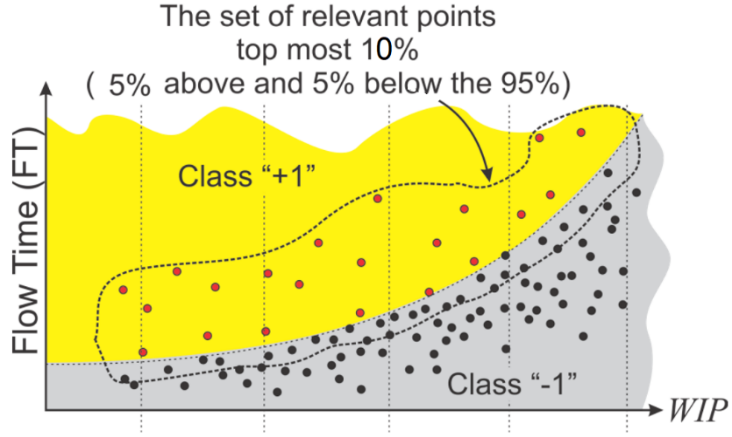 The set of relevant points
top most 10%
( 5% above and 5% below the 95%)
Flow Time (FT)
Class “+1”
Class “-1”
WIP